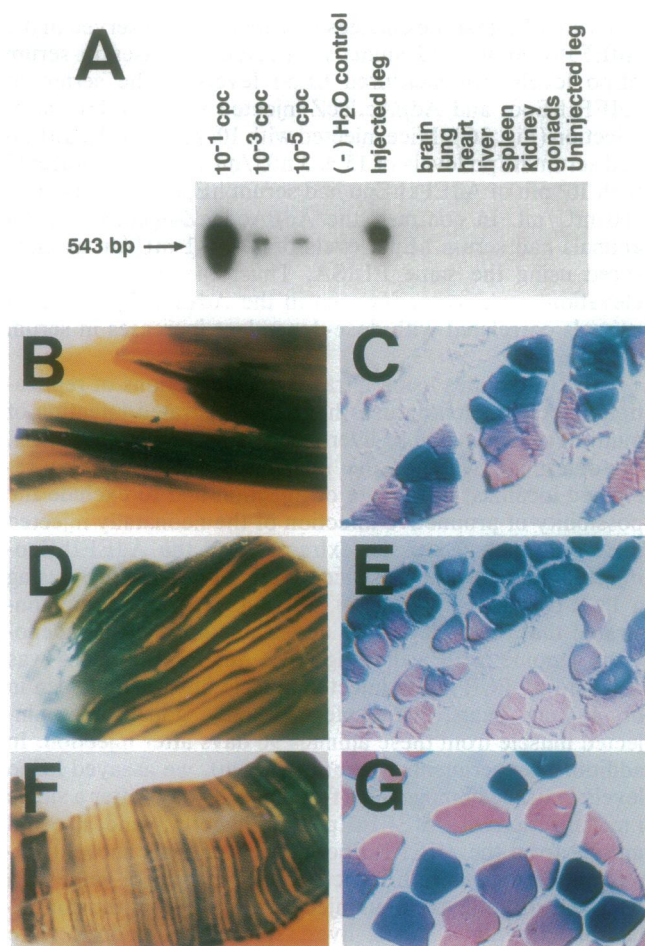 A
10⁻¹ cpc
10⁻³ cpc
10⁻⁵ cpc
(-) H₂O control
Injected leg
brain
lung
heart
liver
spleen
kidney
gonads
Uninjected leg
543 bp
B
C
D
E
F
G